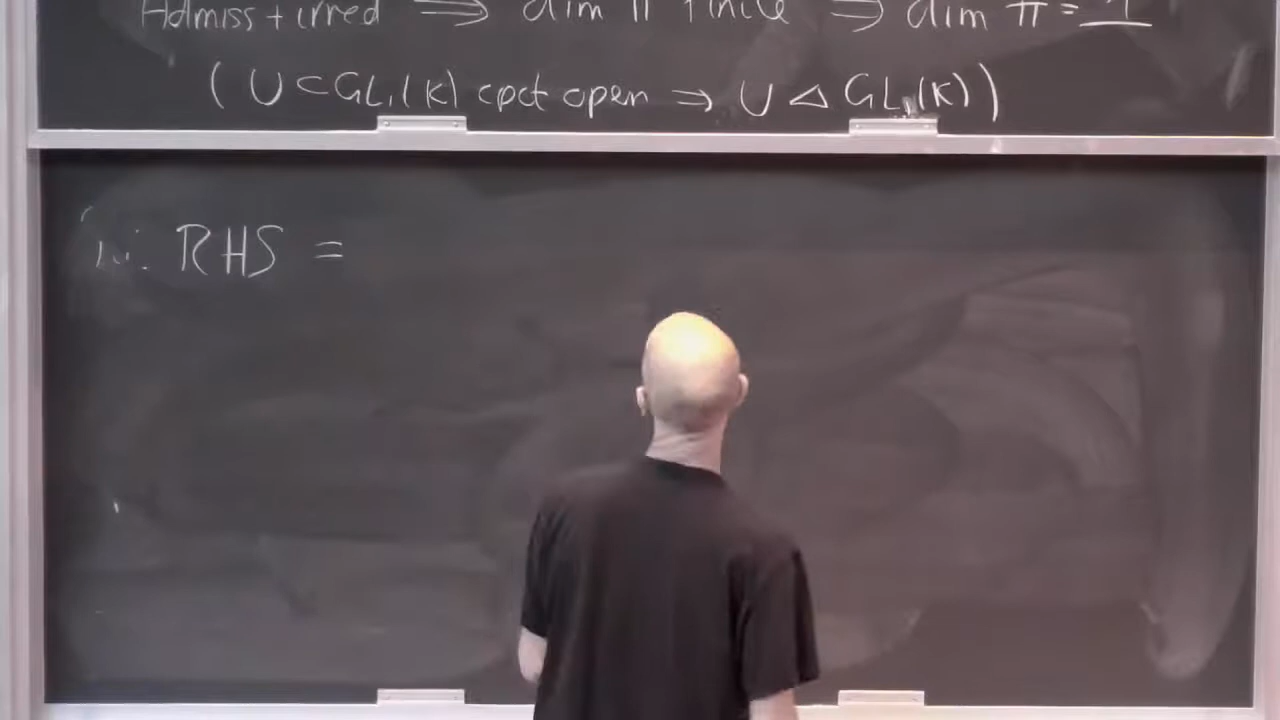 Admiss + irred ⟹ dim π finite ⟹ dim π = 1
( U ⊂ GL₁(K) cpct open ⟹ U ◁ GL₁(K) )
RHS =